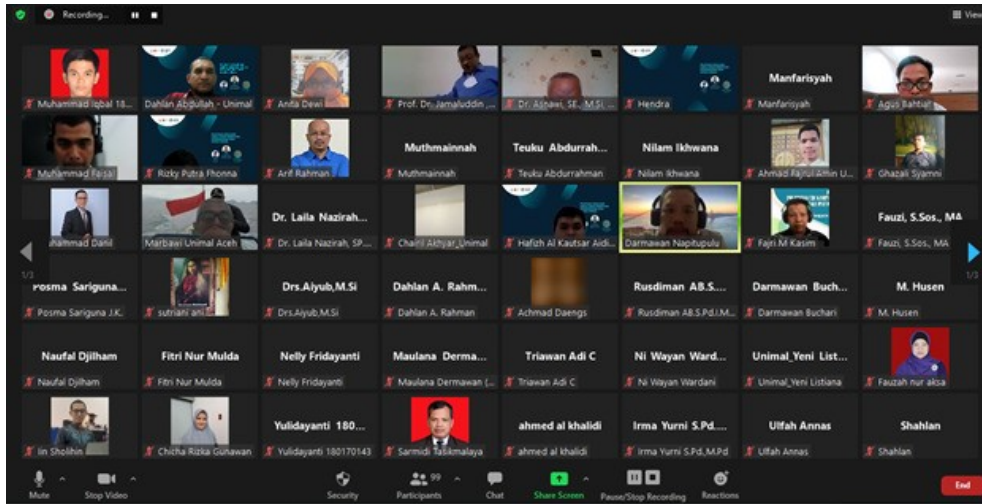 Recording...
View
Muhammad Iqbal 18...
Dahlan Abdullah - Unimal
Anita Dewi
Prof. Dr. Jamaluddin ,...
Dr. Asnawi, SE., M.Si, ...
Hendra
Manfarisyah
Manfarisyah
Agus Bahtiar
Muhammad Faisal
Rizky Putra Fhonna
Arif Rahman
Muthmainnah
Muthmainnah
Teuku Abdurrah...
Teuku Abdurrahman
Nilam Ikhwana
Nilam Ikhwana
Ahmad Fajrul Amin U...
Ghazali Syamni
hammad Danil
Marbawi Unimal Aceh
Dr. Laila Nazirah...
Dr. Laila Nazirah, SP....
Chairil Akhyar_Unimal
Hafizh Al Kautsar Aidi...
Darmawan Napitupulu
Fajri M Kasim
Fauzi, S.Sos., MA
Fauzi, S.Sos., MA
1/3
1/3
Posma Sariguna...
Posma Sariguna J.K..
sutriani ani
Drs.Aiyub,M.Si
Drs.Aiyub,M.Si
Dahlan A. Rahm...
Dahlan A. Rahman
Achmad Daengs
Rusdiman AB.S....
Rusdiman AB.S.Pd.I.M...
Darmawan Buch...
Darmawan Buchari
M. Husen
M. Husen
Naufal Djilham
Naufal Djilham
Fitri Nur Mulda
Fitri Nur Mulda
Nelly Fridayanti
Nelly Fridayanti
Maulana Derma...
Maulana Dermawan (...
Triawan Adi C
Triawan Adi C
Ni Wayan Ward...
Ni Wayan Wardani
Unimal_Yeni List...
Unimal_Yeni Listiana
Fauzah nur aksa
Iin Sholihin
Chicha Rizka Gunawan
Yulidayanti 180...
Yulidayanti 180170143
Sarmidi Tasikmalaya
ahmed al khalidi
ahmed al khalidi
Irma Yurni S.Pd....
Irma Yurni S.Pd.,M.Pd
Ulfah Annas
Ulfah Annas
Shahlan
Shahlan
Mute
Stop Video
Security
99
Participants
Chat
Share Screen
Pause/Stop Recording
Reactions
End